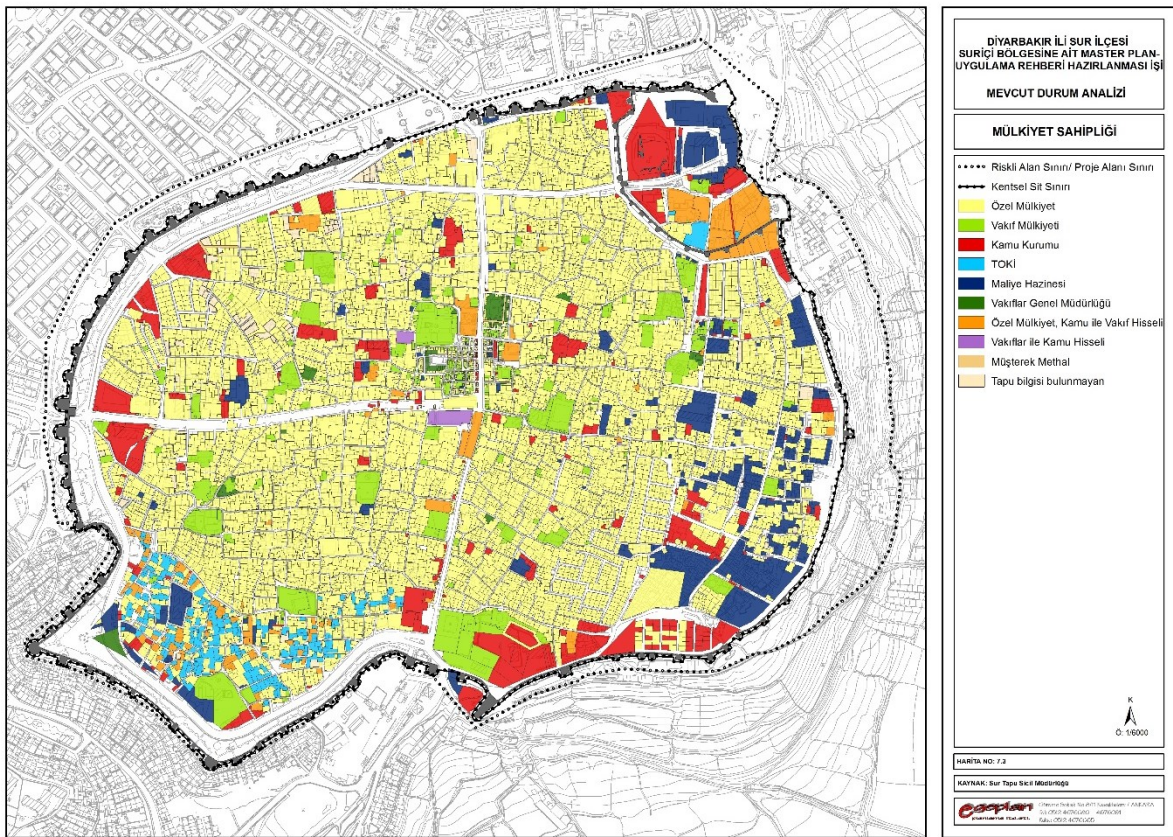 DİYARBAKIR İLİ SUR İLÇESİ
SURİÇİ BÖLGESİNE AİT MASTER PLAN-
UYGULAMA REHBERİ HAZIRLANMASI İŞİ
MEVCUT DURUM ANALİZİ
MÜLKİYET SAHİPLİĞİ
Riskli Alan Sınırı/ Proje Alanı Sınırı
Kentsel Sit Sınırı
Özel Mülkiyet
Vakıf Mülkiyeti
Kamu Kurumu
TOKİ
Maliye Hazinesi
Vakıflar Genel Müdürlüğü
Özel Mülkiyet, Kamu ile Vakıf Hisseli
Vakıflar ile Kamu Hisseli
Müşterek Methal
Tapu bilgisi bulunmayan
K
Ö: 1/6000
HARİTA NO: 7.3
KAYNAK: Sur Tapu Sicil Müdürlüğü
egeplan